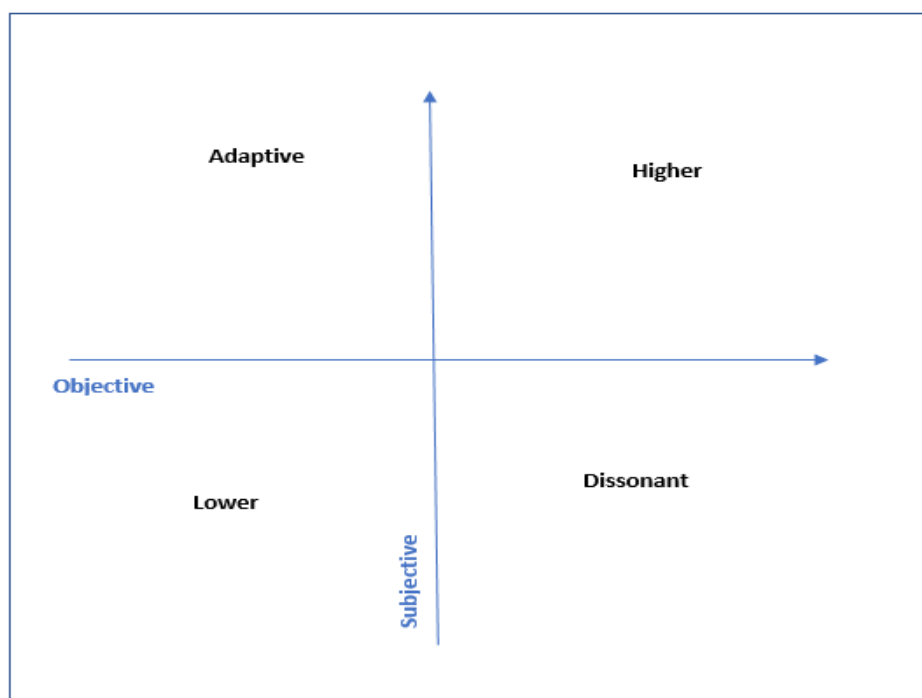 Adaptive
Higher
Objective
Dissonant
Lower
Subjective